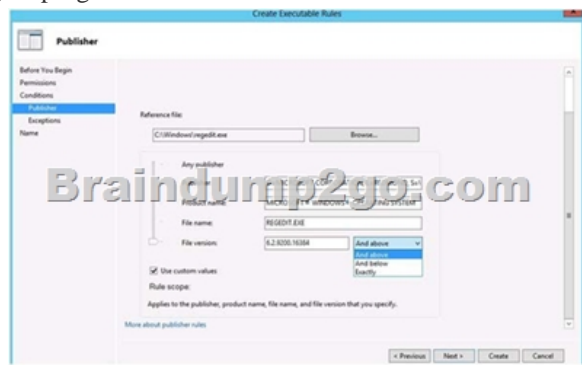 Create Executable Rules
Publisher
Before You Begin
Permissions
Conditions
Publisher
Exceptions
Name
Reference file:
C:\Windows\regedit.exe
Browse...
Any publisher
Braindump2go.com
Product name:
File name:
REGEDIT.EXE
File version:
6.2.9200.16384
And above
And above
And below
Exactly
Use custom values
Rule scope:
Applies to the publisher, product name, file name, and file version that you specify.
More about publisher rules
< Previous
Next >
Create
Cancel